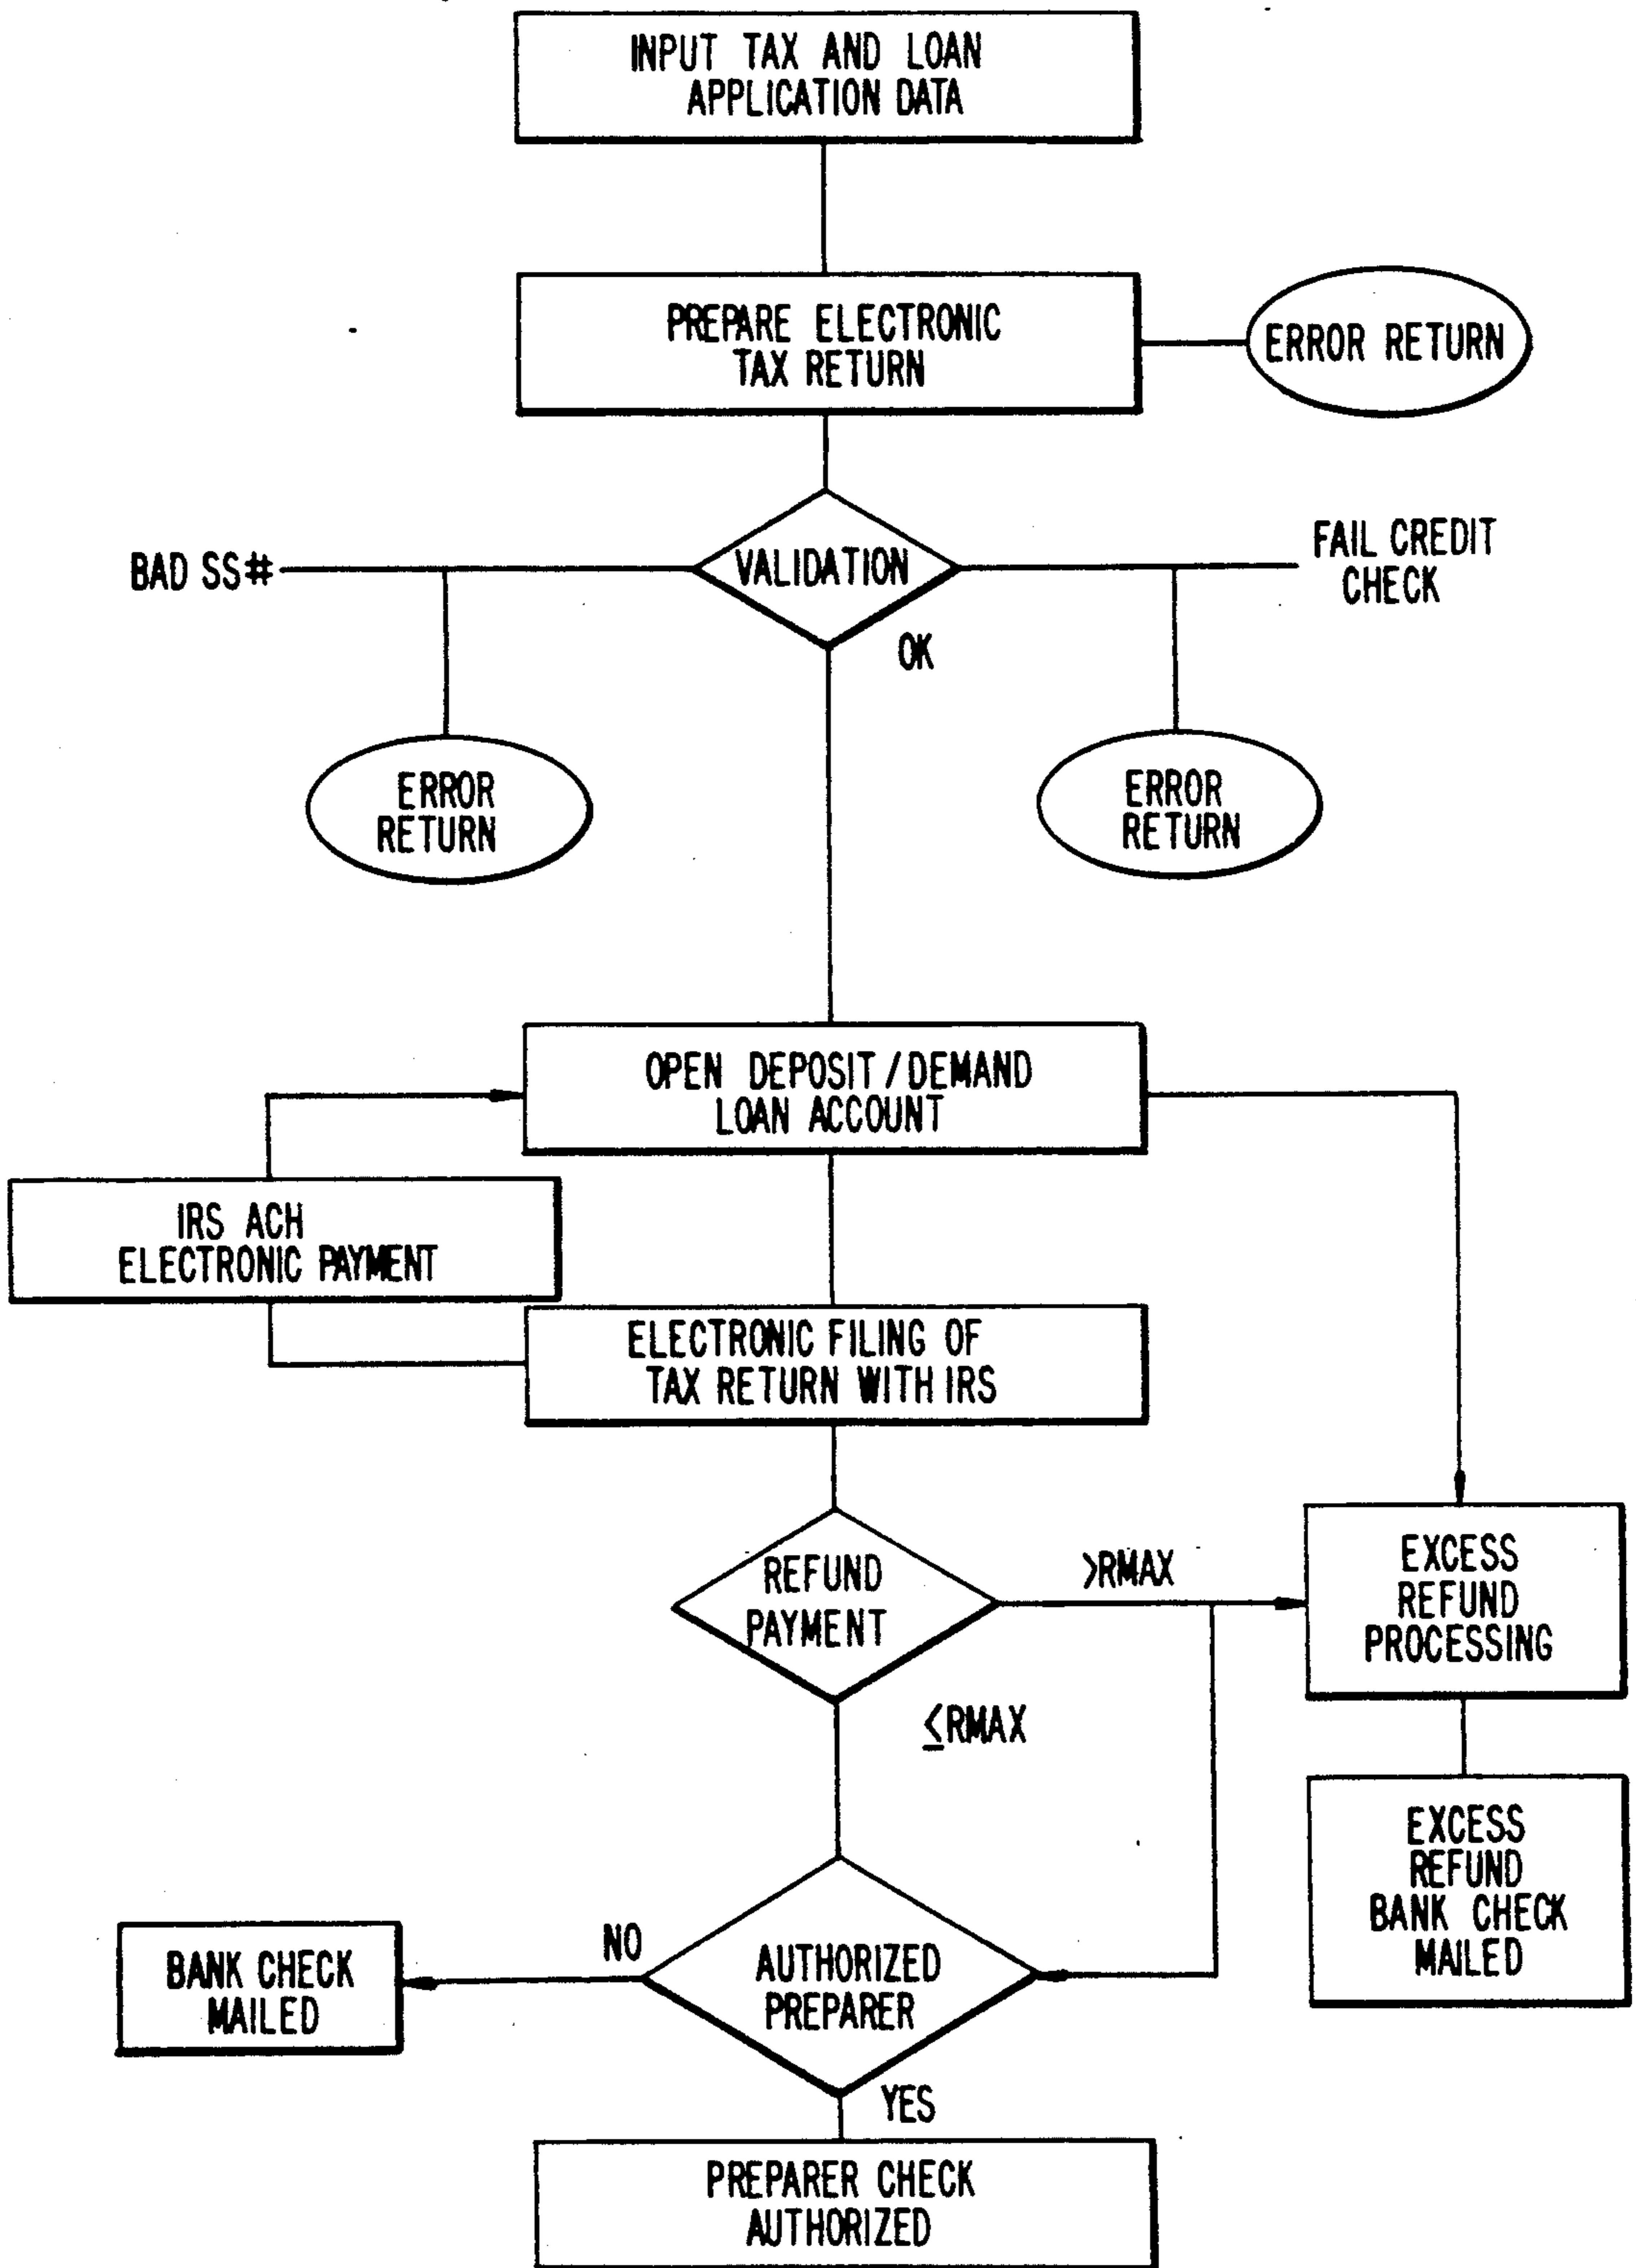 INPUT TAX AND LOAN
APPLICATION DATA
PREPARE ELECTRONIC
TAX RETURN
ERROR RETURN
BAD SS#
VALIDATION
FAIL CREDIT
CHECK
OK
ERROR
RETURN
ERROR
RETURN
OPEN DEPOSIT/DEMAND
LOAN ACCOUNT
IRS ACH
ELECTRONIC PAYMENT
ELECTRONIC FILING OF
TAX RETURN WITH IRS
REFUND
PAYMENT
>RMAX
≤RMAX
EXCESS
REFUND
PROCESSING
EXCESS
REFUND
BANK CHECK
MAILED
NO
AUTHORIZED
PREPARER
BANK CHECK
MAILED
YES
PREPARER CHECK
AUTHORIZED